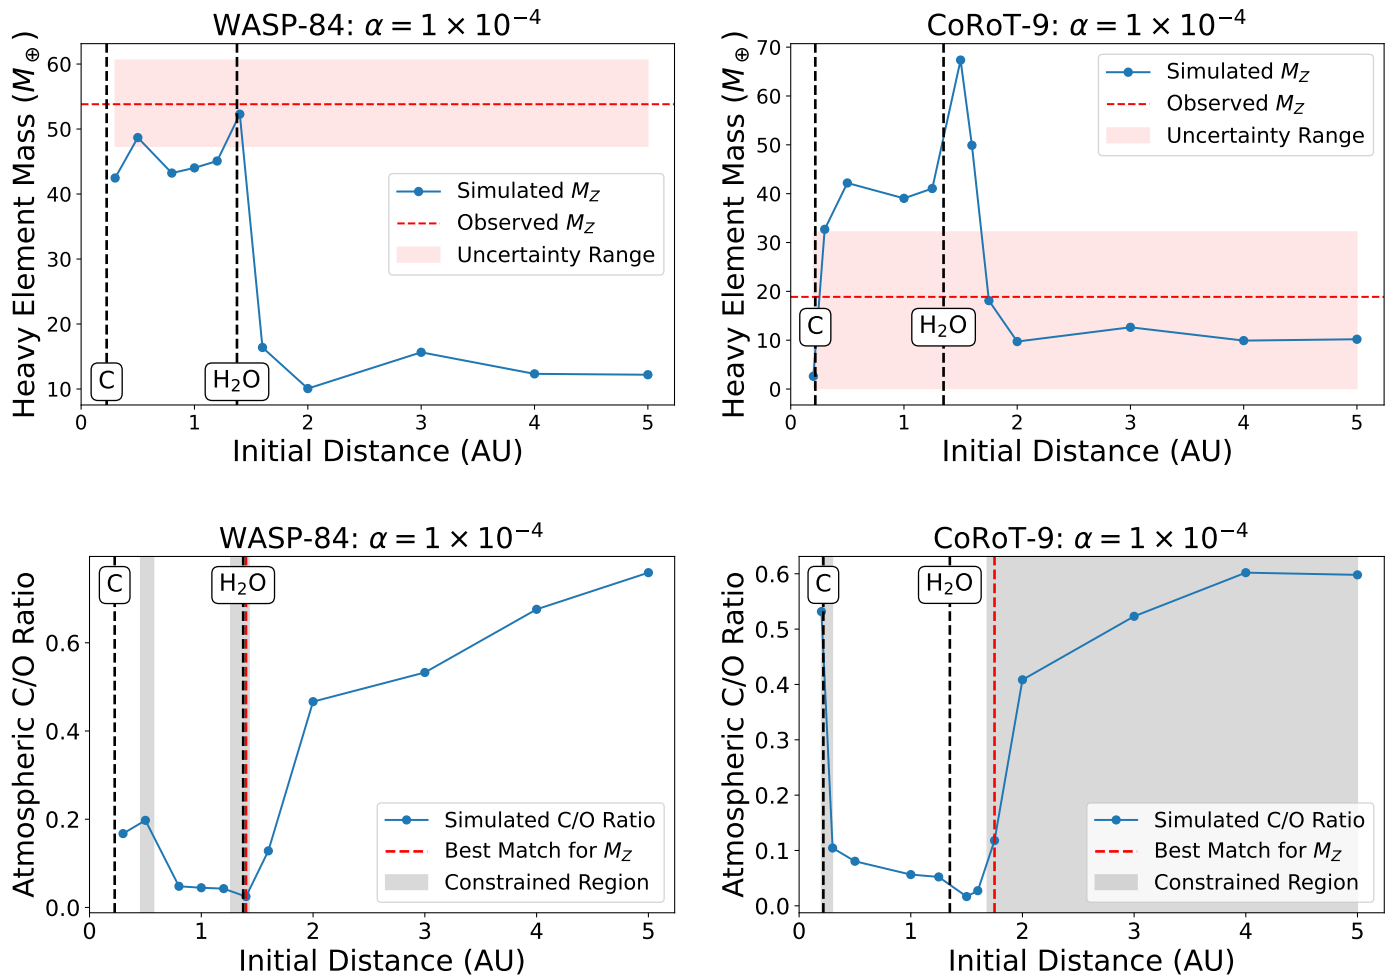 WASP-84: α = 1 × 10⁻⁴
Heavy Element Mass (M⊕)
60
50
40
30
20
10
C
H₂O
Simulated M_Z
Observed M_Z
Uncertainty Range
0 1 2 3 4 5
Initial Distance (AU)
CoRoT-9: α = 1 × 10⁻⁴
Heavy Element Mass (M⊕)
70
60
50
40
30
20
10
0
C
H₂O
Simulated M_Z
Observed M_Z
Uncertainty Range
0 1 2 3 4 5
Initial Distance (AU)
WASP-84: α = 1 × 10⁻⁴
Atmospheric C/O Ratio
0.6
0.4
0.2
0.0
C
H₂O
Simulated C/O Ratio
Best Match for M_Z
Constrained Region
0 1 2 3 4 5
Initial Distance (AU)
CoRoT-9: α = 1 × 10⁻⁴
Atmospheric C/O Ratio
0.6
0.5
0.4
0.3
0.2
0.1
0.0
C
H₂O
Simulated C/O Ratio
Best Match for M_Z
Constrained Region
0 1 2 3 4 5
Initial Distance (AU)